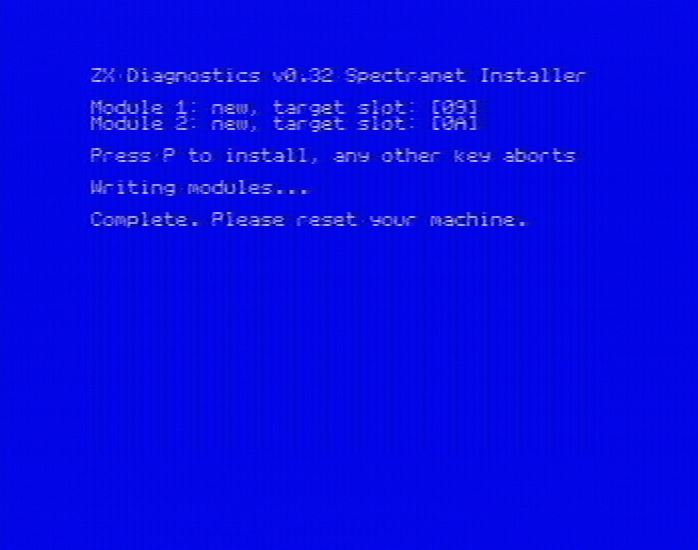 ZX Diagnostics v0.32 Spectranet Installer
Module 1: new, target slot: [09]
Module 2: new, target slot: [0A]
Press P to install, any other key aborts
Writing modules...
Complete. Please reset your machine.